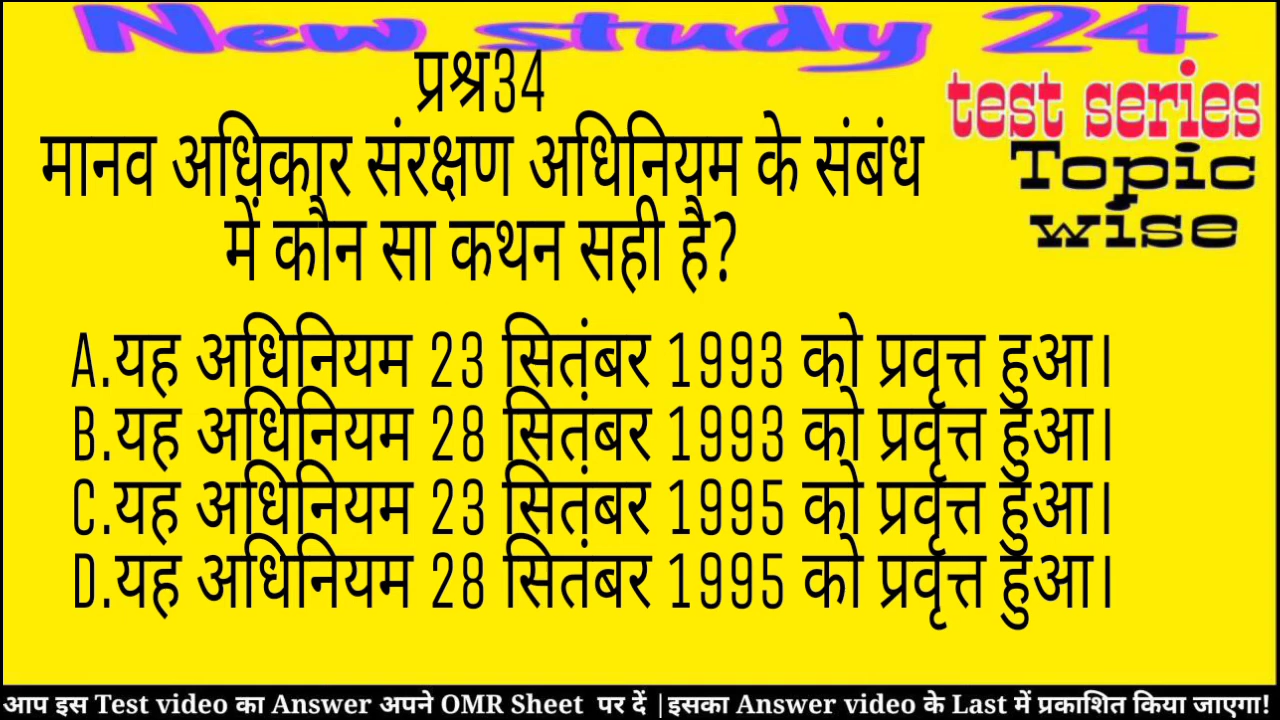 New study 24
प्रश्न34
test series
Topic
wise
मानव अधिकार संरक्षण अधिनियम के संबंध
में कौन सा कथन सही है?
A.यह अधिनियम 23 सितंबर 1993 को प्रवृत्त हुआ।
B.यह अधिनियम 28 सितंबर 1993 को प्रवृत्त हुआ।
C.यह अधिनियम 23 सितंबर 1995 को प्रवृत्त हुआ।
D.यह अधिनियम 28 सितंबर 1995 को प्रवृत्त हुआ।
आप इस Test video का Answer अपने OMR Sheet पर दें |इसका Answer video के Last में प्रकाशित किया जाएगा!